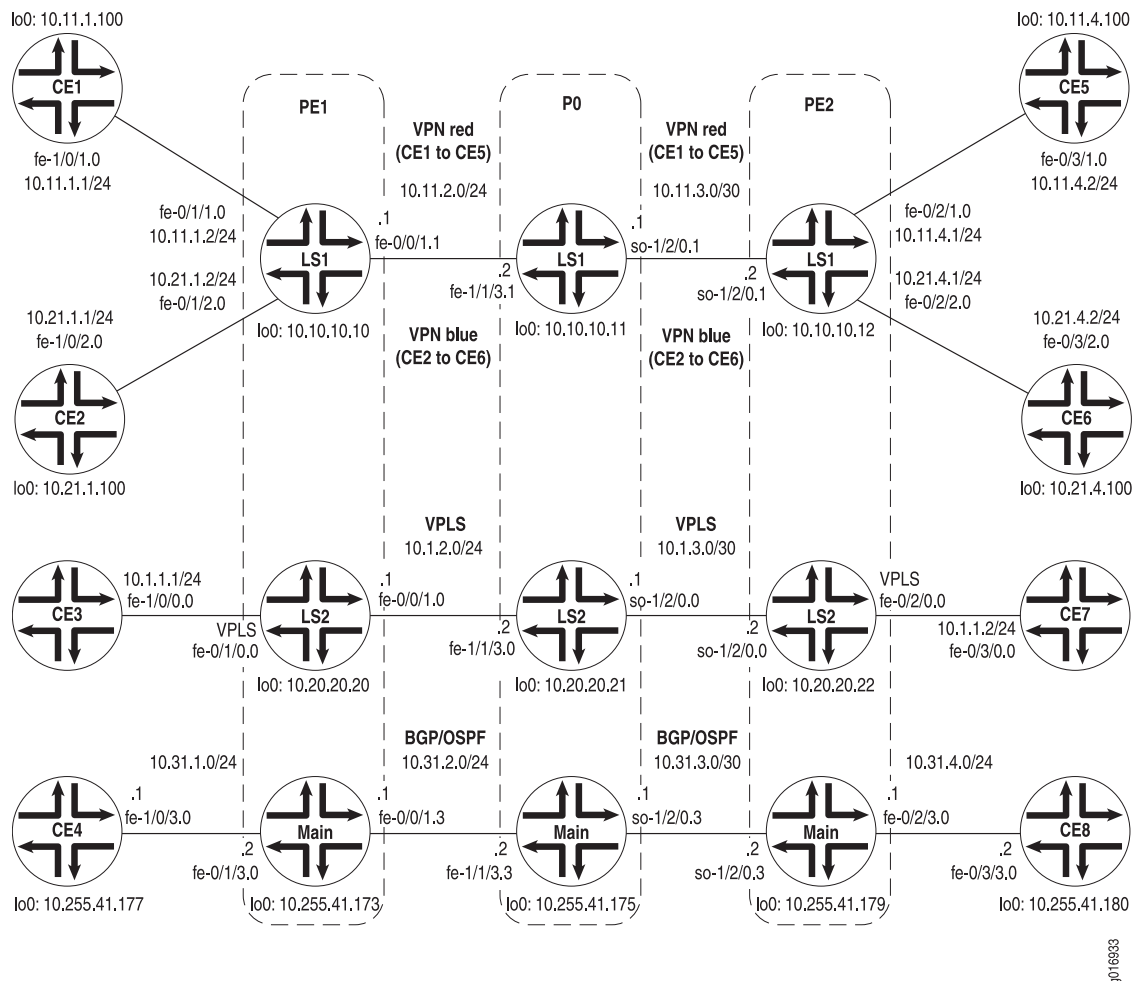 lo0: 10.11.1.100
CE1
fe-1/0/1.0
10.11.1.1/24
PE1
P0
PE2
lo0: 10.11.4.100
CE5
fe-0/3/1.0
10.11.4.2/24
VPN red
(CE1 to CE5)
10.11.2.0/24
VPN red
(CE1 to CE5)
10.11.3.0/30
fe-0/1/1.0
10.11.1.2/24
10.21.1.2/24
fe-0/1/2.0
LS1
lo0: 10.10.10.10
.1
fe-0/0/1.1
.2
fe-1/1/3.1
LS1
lo0: 10.10.10.11
.1
so-1/2/0.1
.2
so-1/2/0.1
LS1
lo0: 10.10.10.12
fe-0/2/1.0
10.11.4.1/24
10.21.4.1/24
fe-0/2/2.0
VPN blue
(CE2 to CE6)
VPN blue
(CE2 to CE6)
10.21.1.1/24
fe-1/0/2.0
CE2
lo0: 10.21.1.100
10.21.4.2/24
fe-0/3/2.0
CE6
lo0: 10.21.4.100
VPLS
10.1.2.0/24
VPLS
10.1.3.0/30
CE3
10.1.1.1/24
fe-1/0/0.0
VPLS
fe-0/1/0.0
LS2
lo0: 10.20.20.20
.1
fe-0/0/1.0
.2
fe-1/1/3.0
LS2
lo0: 10.20.20.21
.1
so-1/2/0.0
.2
so-1/2/0.0
LS2
lo0: 10.20.20.22
VPLS
fe-0/2/0.0
10.1.1.2/24
fe-0/3/0.0
CE7
BGP/OSPF
10.31.2.0/24
BGP/OSPF
10.31.3.0/30
10.31.1.0/24
10.31.4.0/24
CE4
lo0: 10.255.41.177
.1
fe-1/0/3.0
.2
fe-0/1/3.0
Main
lo0: 10.255.41.173
.1
fe-0/0/1.3
.2
fe-1/1/3.3
Main
lo0: 10.255.41.175
.1
so-1/2/0.3
.2
so-1/2/0.3
Main
lo0: 10.255.41.179
.1
fe-0/2/3.0
.2
fe-0/3/3.0
CE8
lo0: 10.255.41.180
g016933